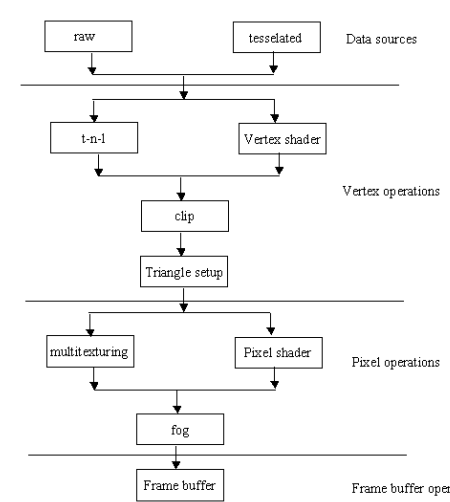 raw
tesselated
Data sources
t-n-l
Vertex shader
Vertex operations
clip
Triangle setup
multitexturing
Pixel shader
Pixel operations
fog
Frame buffer
Frame buffer oper